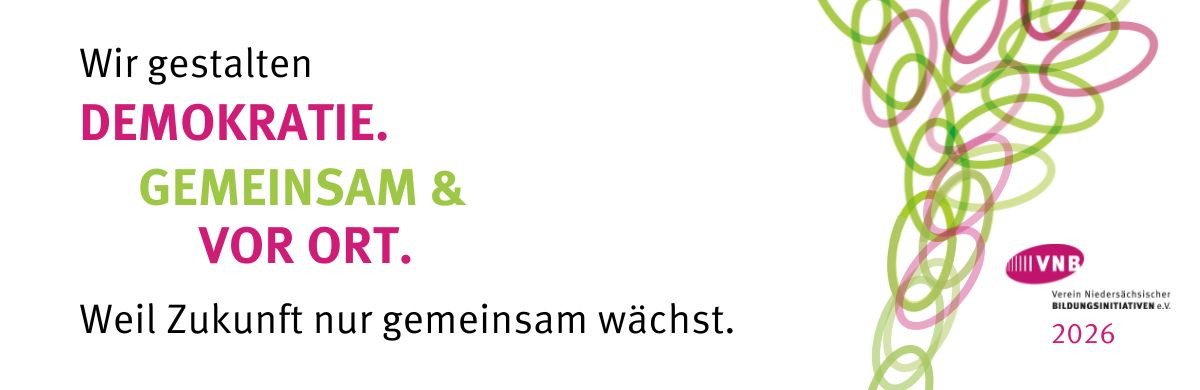 Wir gestalten
DEMOKRATIE.
GEMEINSAM &
VOR ORT.
Weil Zukunft nur gemeinsam wächst.
VNB
Verein Niedersächsischer
BILDUNGSINITIATIVEN e.V.
2026